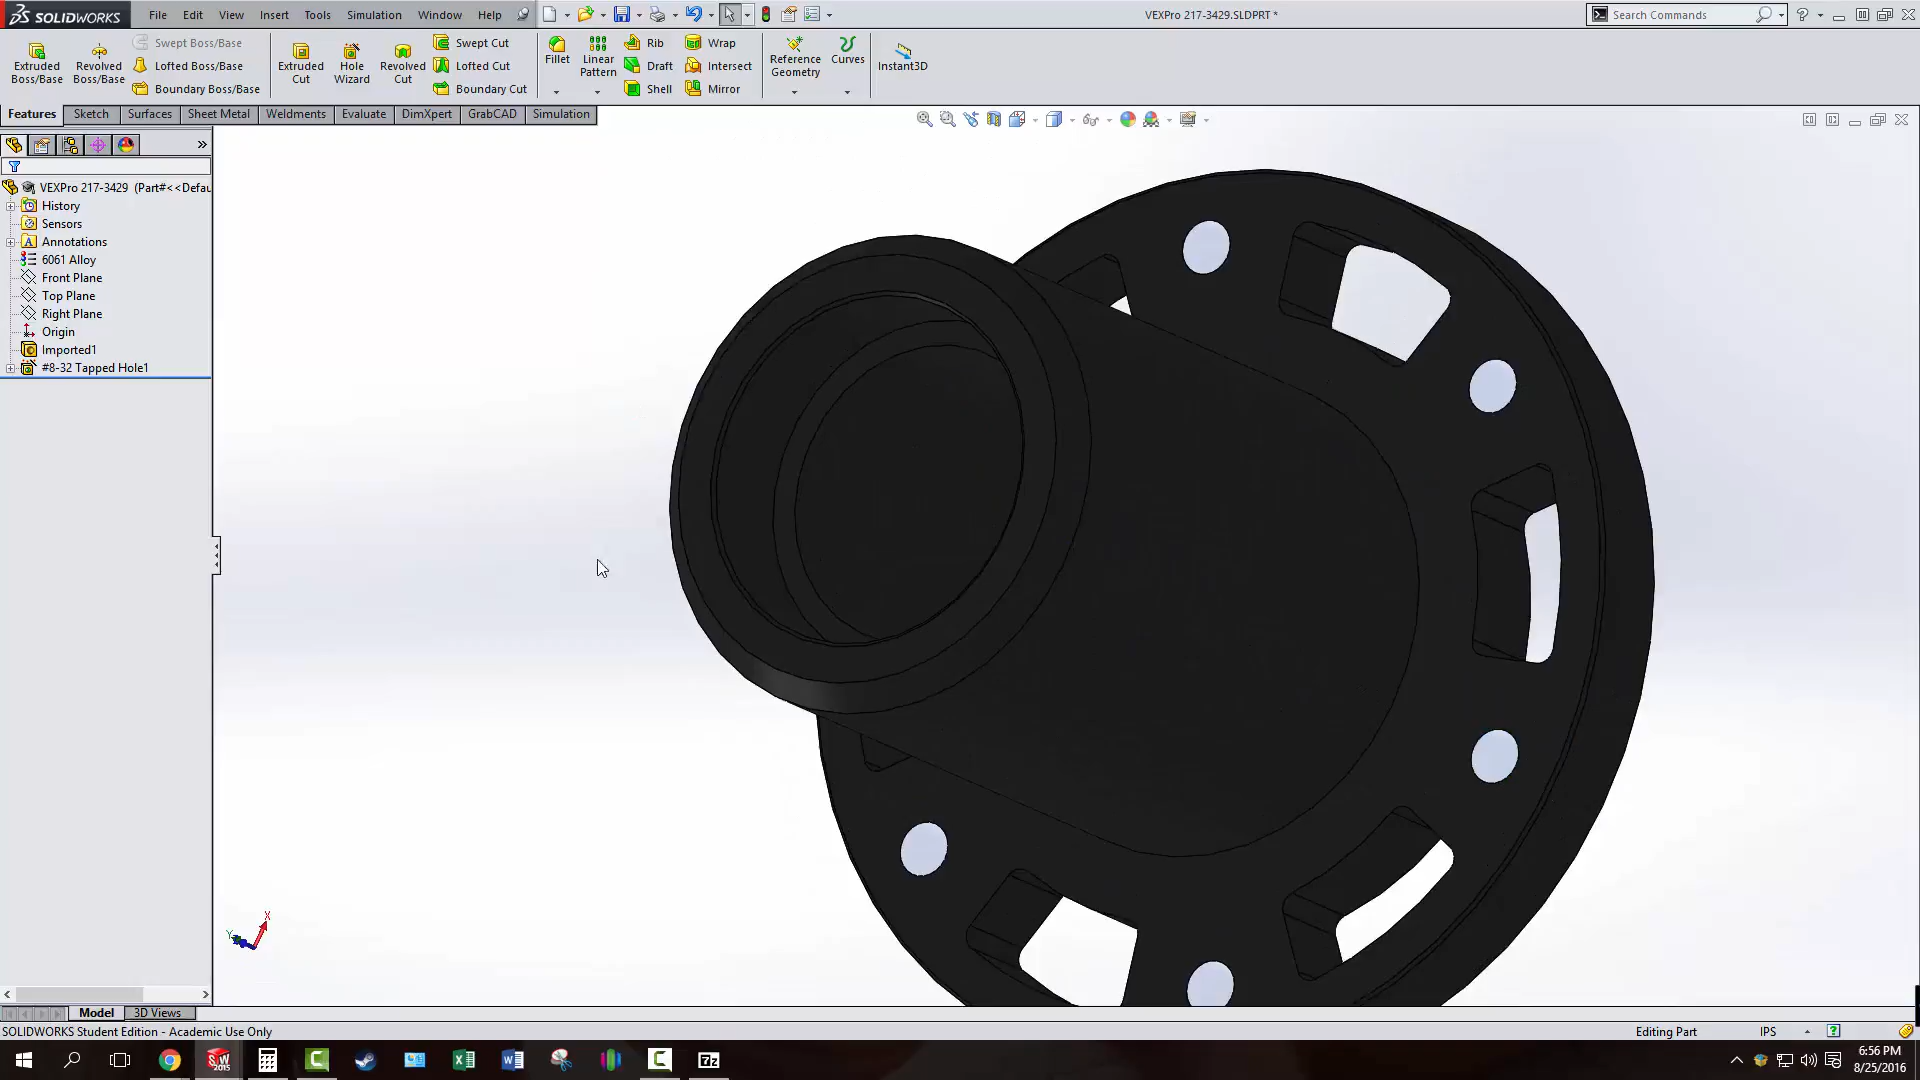 SOLIDWORKS File Edit View Insert Tools Simulation Window Help VEXPro 217-3429.SLDPRT * Search Commands
Extruded Boss/Base
Revolved Boss/Base
Swept Boss/Base
Lofted Boss/Base
Boundary Boss/Base
Extruded Cut
Hole Wizard
Revolved Cut
Swept Cut
Lofted Cut
Boundary Cut
Fillet
Linear Pattern
Rib
Draft
Shell
Wrap
Intersect
Mirror
Reference Geometry
Curves
Instant3D
Features Sketch Surfaces Sheet Metal Weldments Evaluate DimXpert GrabCAD Simulation
VEXPro 217-3429 (Part#<<Defau
History
Sensors
Annotations
6061 Alloy
Front Plane
Top Plane
Right Plane
Origin
Imported1
#8-32 Tapped Hole1
X
Y
Model 3D Views
SOLIDWORKS Student Edition - Academic Use Only Editing Part IPS
SW 2015 7z 6:56 PM
8/25/2016